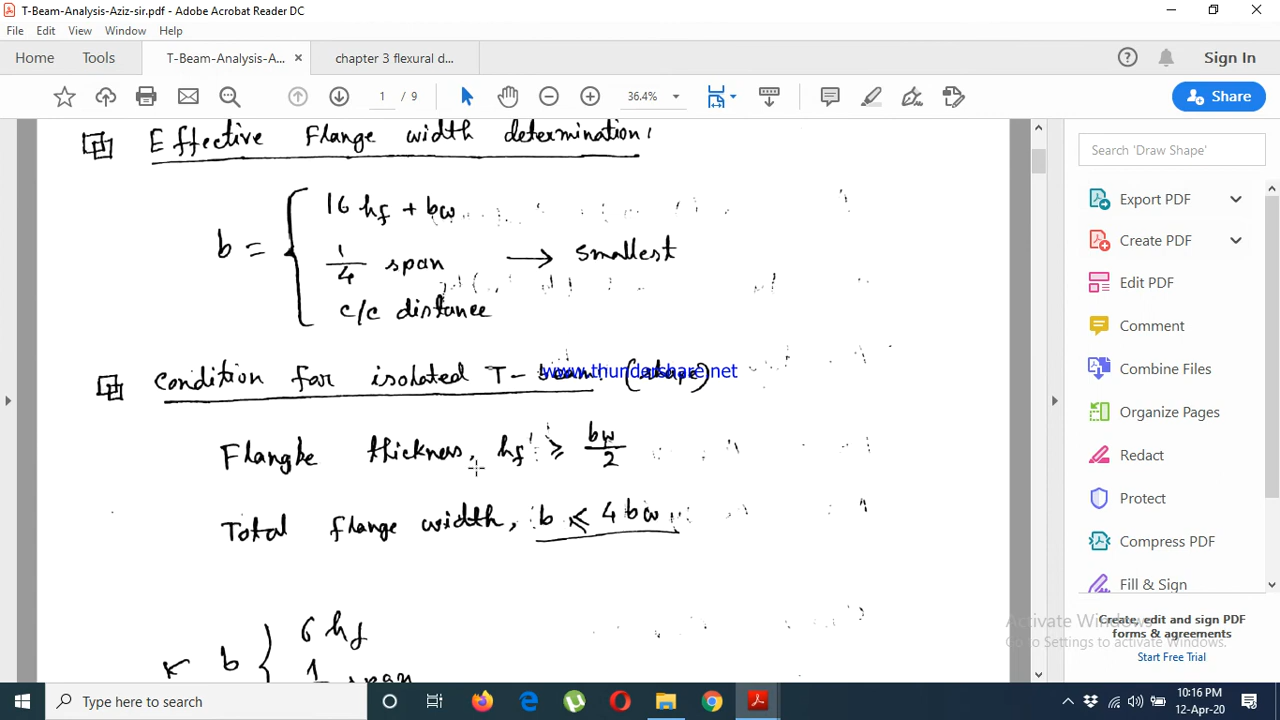 T-Beam-Analysis-Aziz-sir.pdf - Adobe Acrobat Reader DC
File Edit View Window Help
Home Tools T-Beam-Analysis-A... × chapter 3 flexural d... Sign In
1 / 9 36.4% Share
Effective Flange width determination:
b = 16 hf + bw
1/4 span → smallest
c/c distance
Condition for isolated T-beam (shape)
www.thundershare.net
Flangke thickness, hf ≥ bw/2
Total flange width, b ≤ 4 bw
b { 6 hf
1 span
Search 'Draw Shape'
Export PDF
Create PDF
Edit PDF
Comment
Combine Files
Organize Pages
Redact
Protect
Compress PDF
Fill & Sign
Activate Windows
Go to Settings to activate Windows.
Create, edit and sign PDF
forms & agreements
Start Free Trial
Type here to search
10:16 PM
12-Apr-20